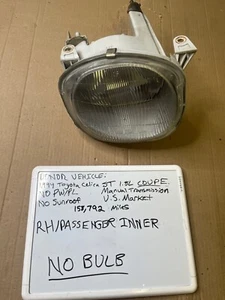 DONOR VEHICLE:
1994 Toyota Celica ST 1.8L COUPE
NO PW/PL Manual Transmission
No Sunroof U.S. Market
158,792 Miles
RH/PASSENGER INNER
NO BULB